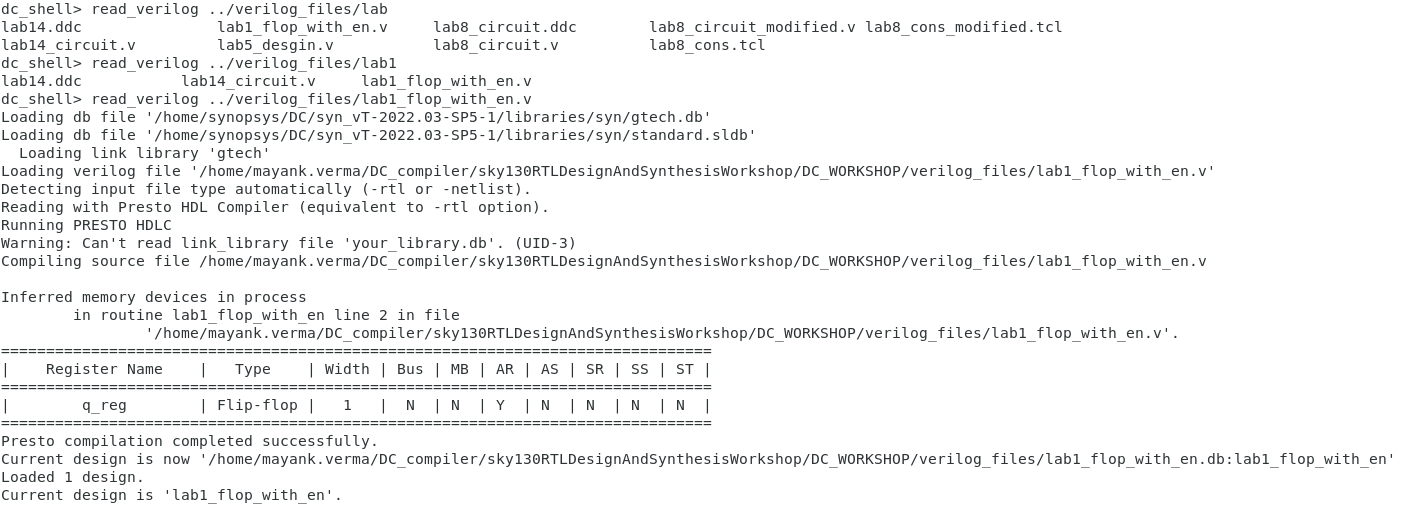 dc_shell> read_verilog ../verilog_files/lab
lab14.ddc               lab1_flop_with_en.v     lab8_circuit.ddc        lab8_circuit_modified.v lab8_cons_modified.tcl
lab14_circuit.v         lab5_desgin.v           lab8_circuit.v          lab8_cons.tcl
dc_shell> read_verilog ../verilog_files/lab1
lab14.ddc           lab14_circuit.v     lab1_flop_with_en.v
dc_shell> read_verilog ../verilog_files/lab1_flop_with_en.v
Loading db file '/home/synopsys/DC/syn_vT-2022.03-SP5-1/libraries/syn/gtech.db'
Loading db file '/home/synopsys/DC/syn_vT-2022.03-SP5-1/libraries/syn/standard.sldb'
  Loading link library 'gtech'
Loading verilog file '/home/mayank.verma/DC_compiler/sky130RTLDesignAndSynthesisWorkshop/DC_WORKSHOP/verilog_files/lab1_flop_with_en.v'
Detecting input file type automatically (-rtl or -netlist).
Reading with Presto HDL Compiler (equivalent to -rtl option).
Running PRESTO HDLC
Warning: Can't read link_library file 'your_library.db'. (UID-3)
Compiling source file /home/mayank.verma/DC_compiler/sky130RTLDesignAndSynthesisWorkshop/DC_WORKSHOP/verilog_files/lab1_flop_with_en.v

Inferred memory devices in process
        in routine lab1_flop_with_en line 2 in file
                '/home/mayank.verma/DC_compiler/sky130RTLDesignAndSynthesisWorkshop/DC_WORKSHOP/verilog_files/lab1_flop_with_en.v'.
===============================================================================
|    Register Name    |   Type    | Width | Bus | MB | AR | AS | SR | SS | ST |
===============================================================================
|        q_reg        | Flip-flop |   1   |  N  | N  | Y  | N  | N  | N  | N  |
===============================================================================
Presto compilation completed successfully.
Current design is now '/home/mayank.verma/DC_compiler/sky130RTLDesignAndSynthesisWorkshop/DC_WORKSHOP/verilog_files/lab1_flop_with_en.db:lab1_flop_with_en'
Loaded 1 design.
Current design is 'lab1_flop_with_en'.